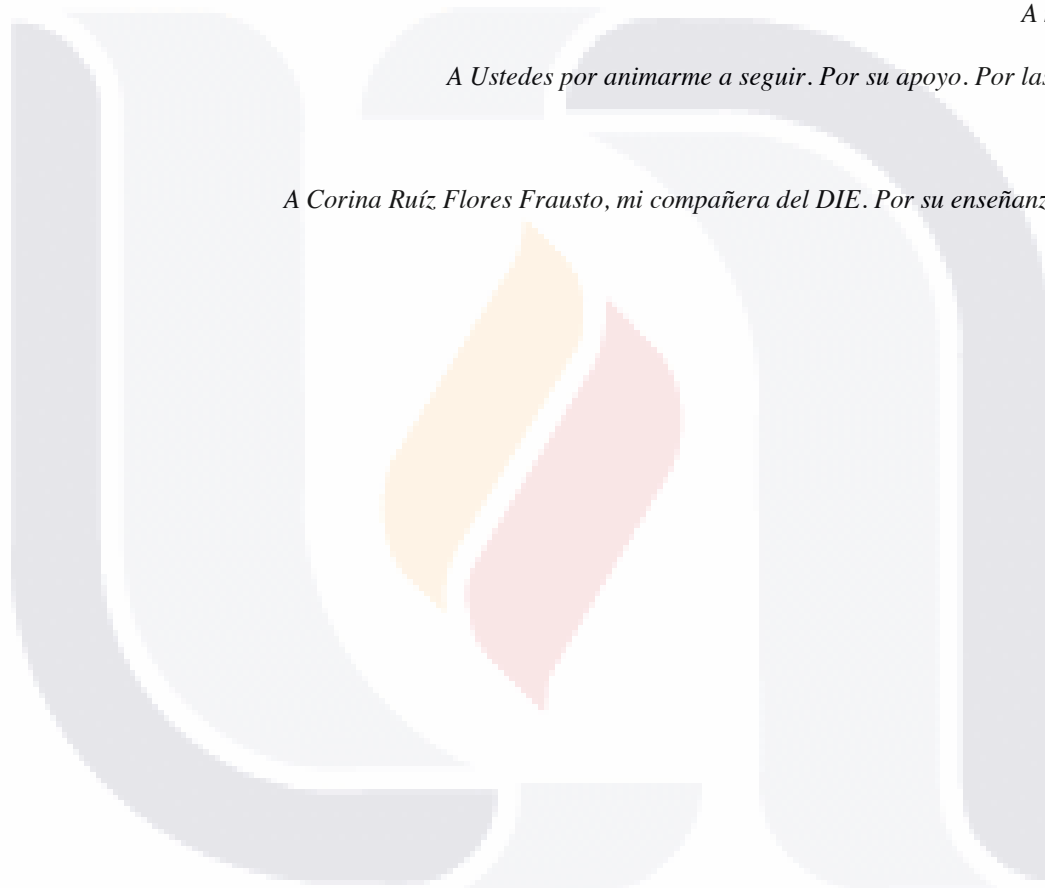 A
A Ustedes por animarme a seguir. Por su apoyo. Por las
A Corina Ruíz Flores Frausto, mi compañera del DIE. Por su